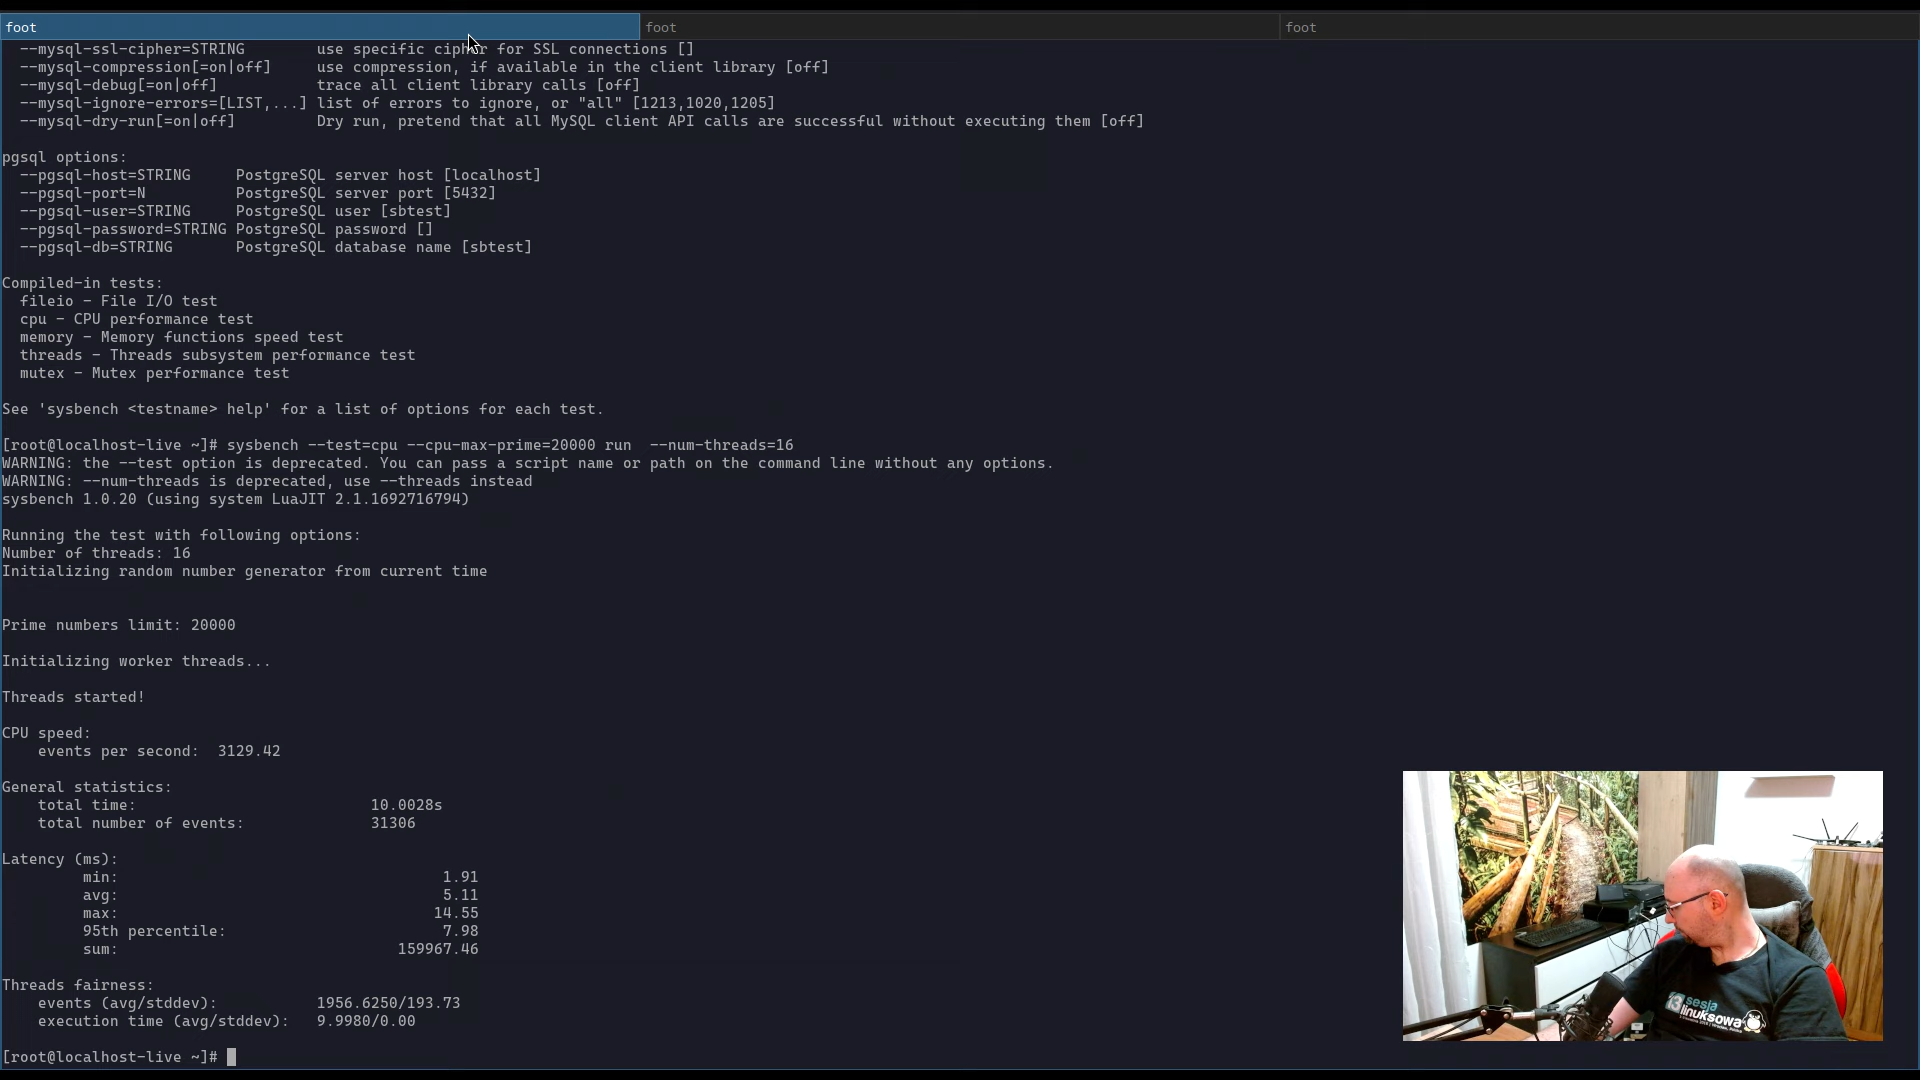 foot foot foot
--mysql-ssl-cipher=STRING use specific cipher for SSL connections []
--mysql-compression[=on|off] use compression, if available in the client library [off]
--mysql-debug[=on|off] trace all client library calls [off]
--mysql-ignore-errors=[LIST,...] list of errors to ignore, or "all" [1213,1020,1205]
--mysql-dry-run[=on|off] Dry run, pretend that all MySQL client API calls are successful without executing them [off]
pgsql options:
--pgsql-host=STRING PostgreSQL server host [localhost]
--pgsql-port=N PostgreSQL server port [5432]
--pgsql-user=STRING PostgreSQL user [sbtest]
--pgsql-password=STRING PostgreSQL password []
--pgsql-db=STRING PostgreSQL database name [sbtest]
Compiled-in tests:
fileio - File I/O test
cpu - CPU performance test
memory - Memory functions speed test
threads - Threads subsystem performance test
mutex - Mutex performance test
See 'sysbench <testname> help' for a list of options for each test.
[root@localhost-live ~]# sysbench --test=cpu --cpu-max-prime=20000 run --num-threads=16
WARNING: the --test option is deprecated. You can pass a script name or path on the command line without any options.
WARNING: --num-threads is deprecated, use --threads instead
sysbench 1.0.20 (using system LuaJIT 2.1.1692716794)
Running the test with following options:
Number of threads: 16
Initializing random number generator from current time
Prime numbers limit: 20000
Initializing worker threads...
Threads started!
CPU speed:
events per second: 3129.42
General statistics:
total time: 10.0028s
total number of events: 31306
Latency (ms):
min: 1.91
avg: 5.11
max: 14.55
95th percentile: 7.98
sum: 159967.46
Threads fairness:
events (avg/stddev): 1956.6250/193.73
execution time (avg/stddev): 9.9980/0.00
[root@localhost-live ~]#
13 sesja
linuksowa